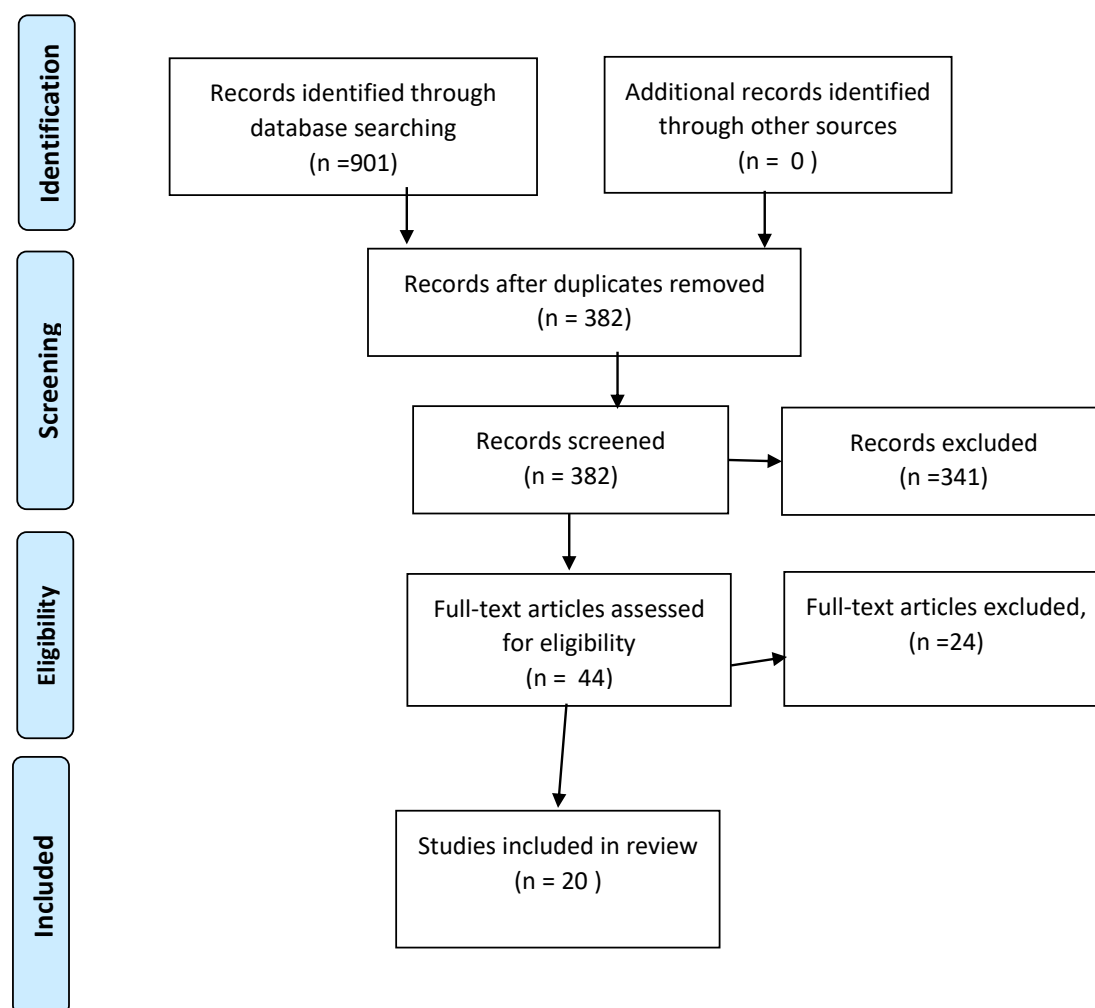 Identification
Records identified through
database searching
(n =901)
Additional records identified
through other sources
(n =  0 )
Screening
Records after duplicates removed
(n = 382)
Records screened
(n = 382)
Records excluded
(n =341)
Eligibility
Full-text articles assessed
for eligibility
(n =  44)
Full-text articles excluded,
(n =24)
Included
Studies included in review
(n = 20 )